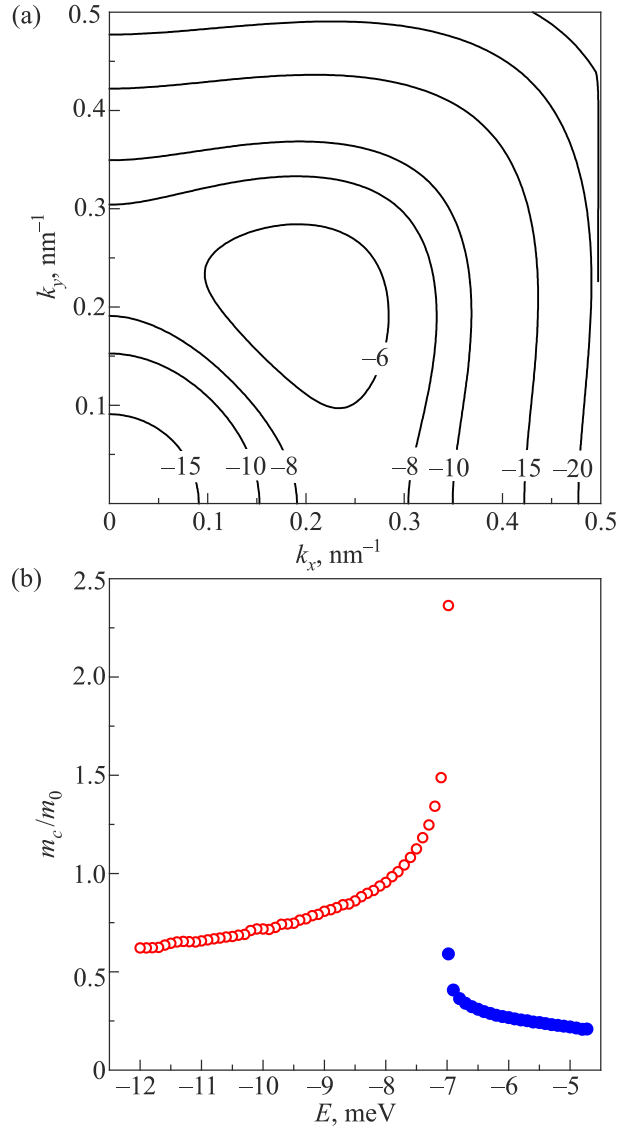 (a)
0.5
0.4
0.3
0.2
0.1
k_y, nm⁻¹
–6
–15 –10 –8 –8 –10 –15 –20
0 0.1 0.2 0.3 0.4 0.5
k_x, nm⁻¹
(b)
2.5
2.0
1.5
1.0
0.5
0
m_c/m_0
–12 –11 –10 –9 –8 –7 –6 –5
E, meV